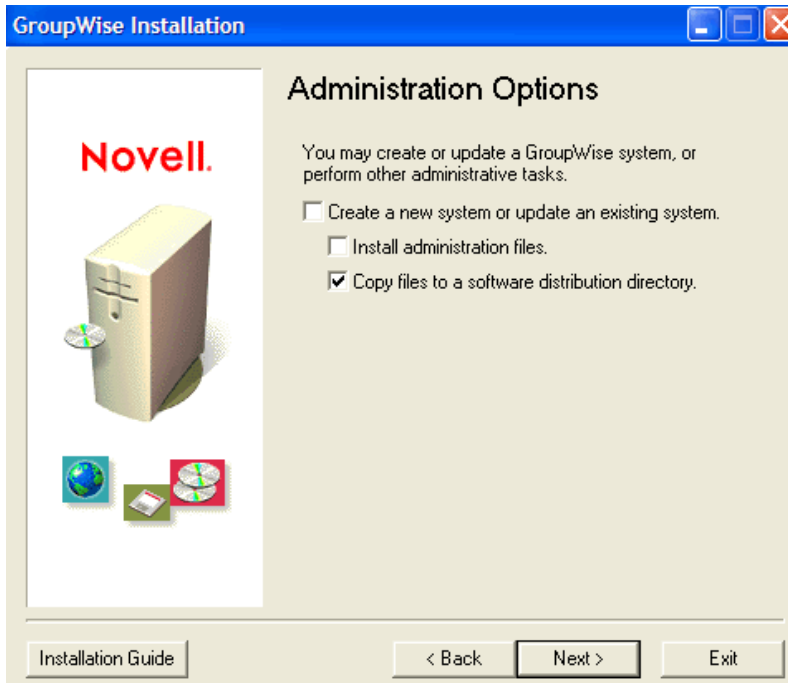 GroupWise Installation
Novell.
Administration Options
You may create or update a GroupWise system, or
perform other administrative tasks.
Create a new system or update an existing system.
Install administration files.
Copy files to a software distribution directory.
Installation Guide
< Back
Next >
Exit